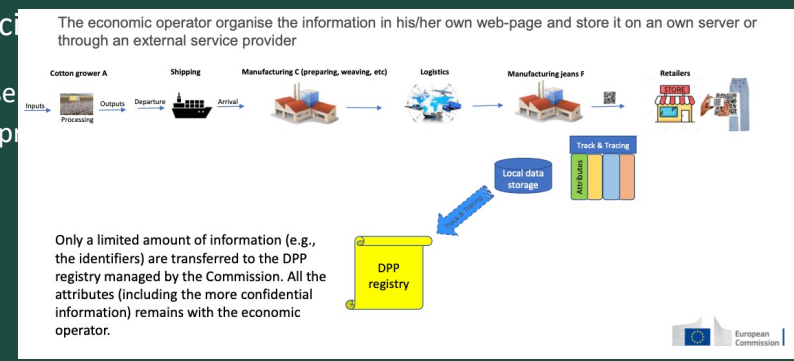 The economic operator organise the information in his/her own web-page and store it on an own server or
through an external service provider
Cotton grower A
Shipping
Manufacturing C (preparing, weaving, etc)
Logistics
Manufacturing jeans F
Retailers
Inputs
Outputs
Departure
Arrival
STORE
Processing
Track & Tracing
Attributes
Local data
storage
Track & Tracing
Only a limited amount of information (e.g.,
the identifiers) are transferred to the DPP
registry managed by the Commission. All the
attributes (including the more confidential
information) remains with the economic
operator.
DPP
registry
European
Commission